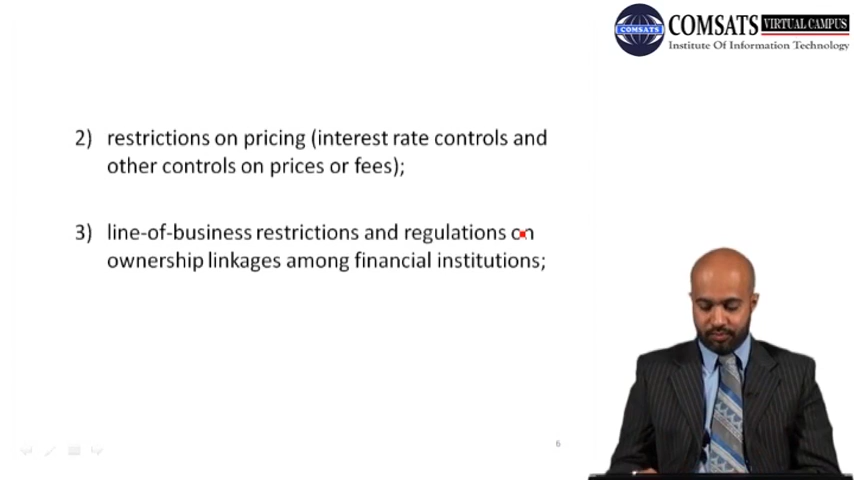 COMSATS VIRTUAL CAMPUS
COMSATS
Institute Of Information Technology
2) restrictions on pricing (interest rate controls and
other controls on prices or fees);
3) line-of-business restrictions and regulations on
ownership linkages among financial institutions;
6